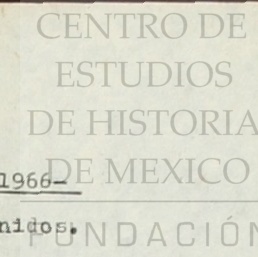 CENTRO DE
ESTUDIOS
DE HISTORIA
DE MEXICO
1966-
nidos.
FUNDACIÓN